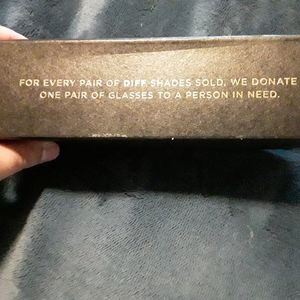 FOR EVERY PAIR OF DIFF SHADES SOLD, WE DONATE
ONE PAIR OF GLASSES TO A PERSON IN NEED.